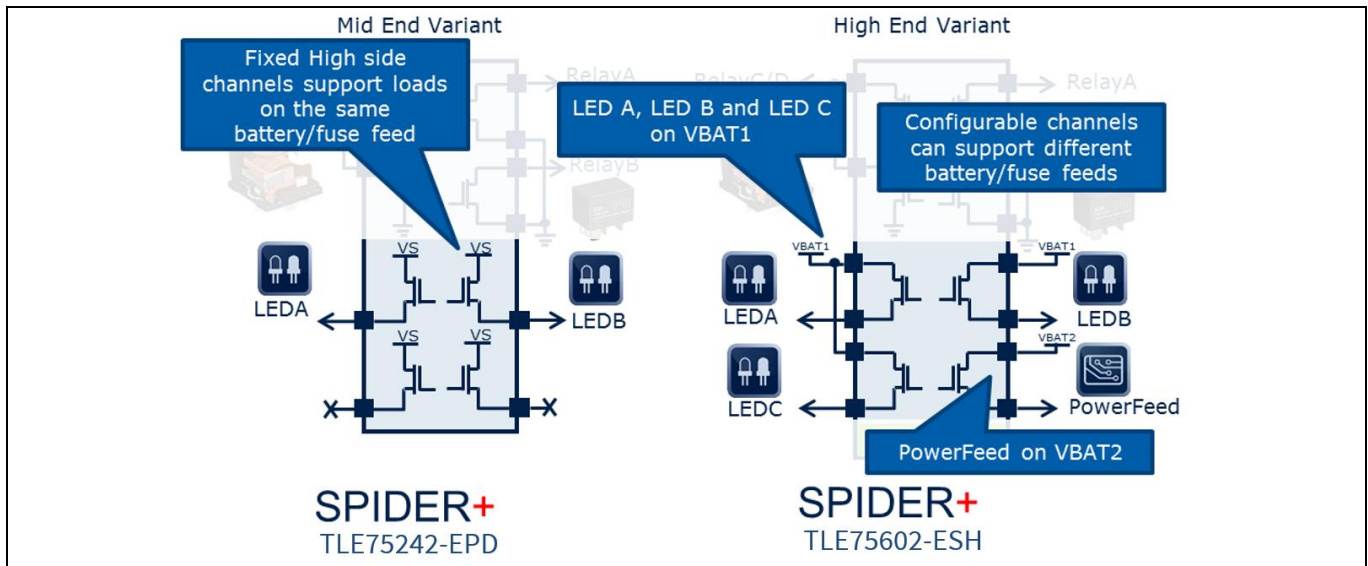 Mid End Variant
High End Variant
Fixed High side
channels support loads
on the same
battery/fuse feed
RelayA
RelayB
LEDA
VS
VS
LEDB
VS
VS
SPIDER+
TLE75242-EPD
RelayC/D
RelayA
LED A, LED B and LED C
on VBAT1
Configurable channels
can support different
battery/fuse feeds
VBAT1
VBAT1
LEDA
LEDB
VBAT2
LEDC
PowerFeed
PowerFeed on VBAT2
SPIDER+
TLE75602-ESH